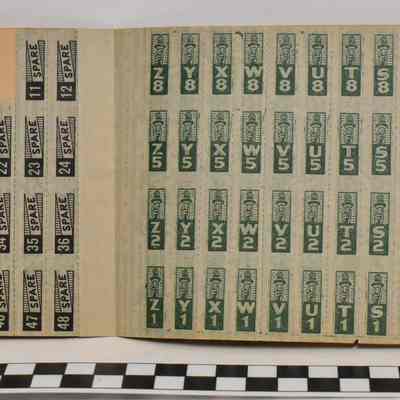 11 SPARE 12 SPARE Z8 Y8 X8 W8 V8 U8 T8 S8
22 23 SPARE 24 SPARE Z5 Y5 X5 W5 V5 U5 T5 S5
34 35 SPARE 36 SPARE Z2 Y2 X2 W2 V2 U2 T2 S2
47 SPARE 48 SPARE Z1 Y1 X1 W1 V1 U1 T1 S1